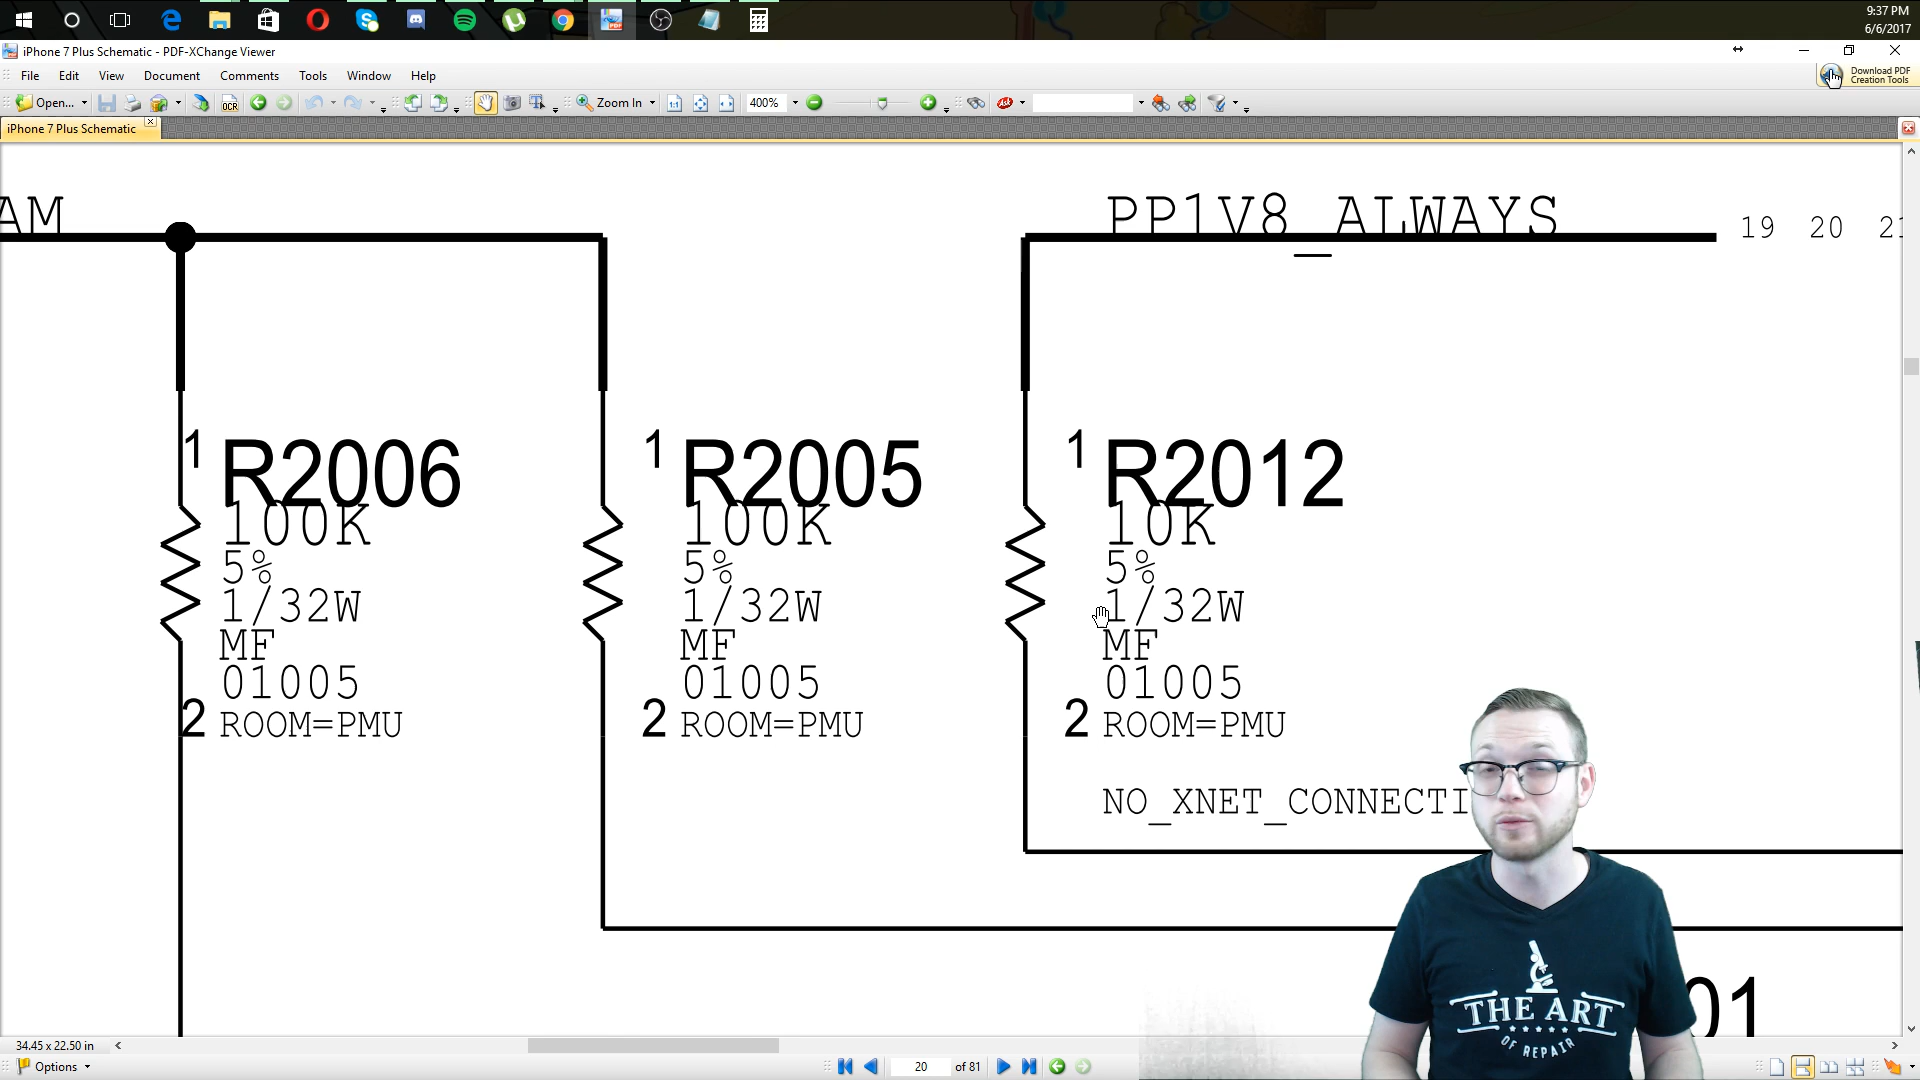 9:37 PM
6/6/2017
iPhone 7 Plus Schematic - PDF-XChange Viewer
File Edit View Document Comments Tools Window Help
Download PDF
Creation Tools
Open... OCR Zoom In 400%
iPhone 7 Plus Schematic
AM
PP1V8_ALWAYS
19 20 21
1 R2006
100K
5%
1/32W
MF
01005
2 ROOM=PMU
1 R2005
100K
5%
1/32W
MF
01005
2 ROOM=PMU
1 R2012
10K
5%
1/32W
MF
01005
2 ROOM=PMU
NO_XNET_CONNECTI
01
THE ART
OF REPAIR
34.45 x 22.50 in
Options
20 of 81